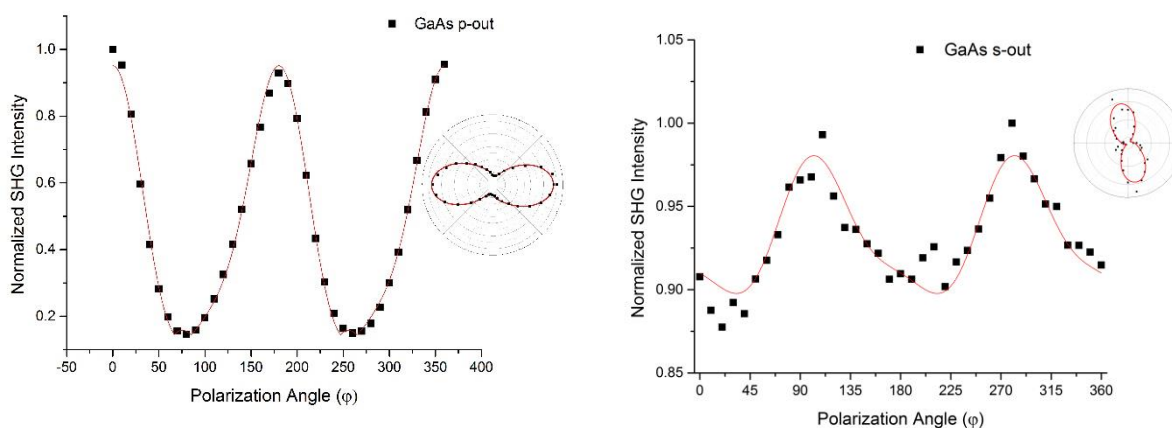 GaAs p-out
Normalized SHG Intensity
1.0
0.8
0.6
0.4
0.2
-50 0 50 100 150 200 250 300 350 400
Polarization Angle (φ)
GaAs s-out
Normalized SHG Intensity
1.05
1.00
0.95
0.90
0.85
0 45 90 135 180 225 270 315 360
Polarization Angle (φ)